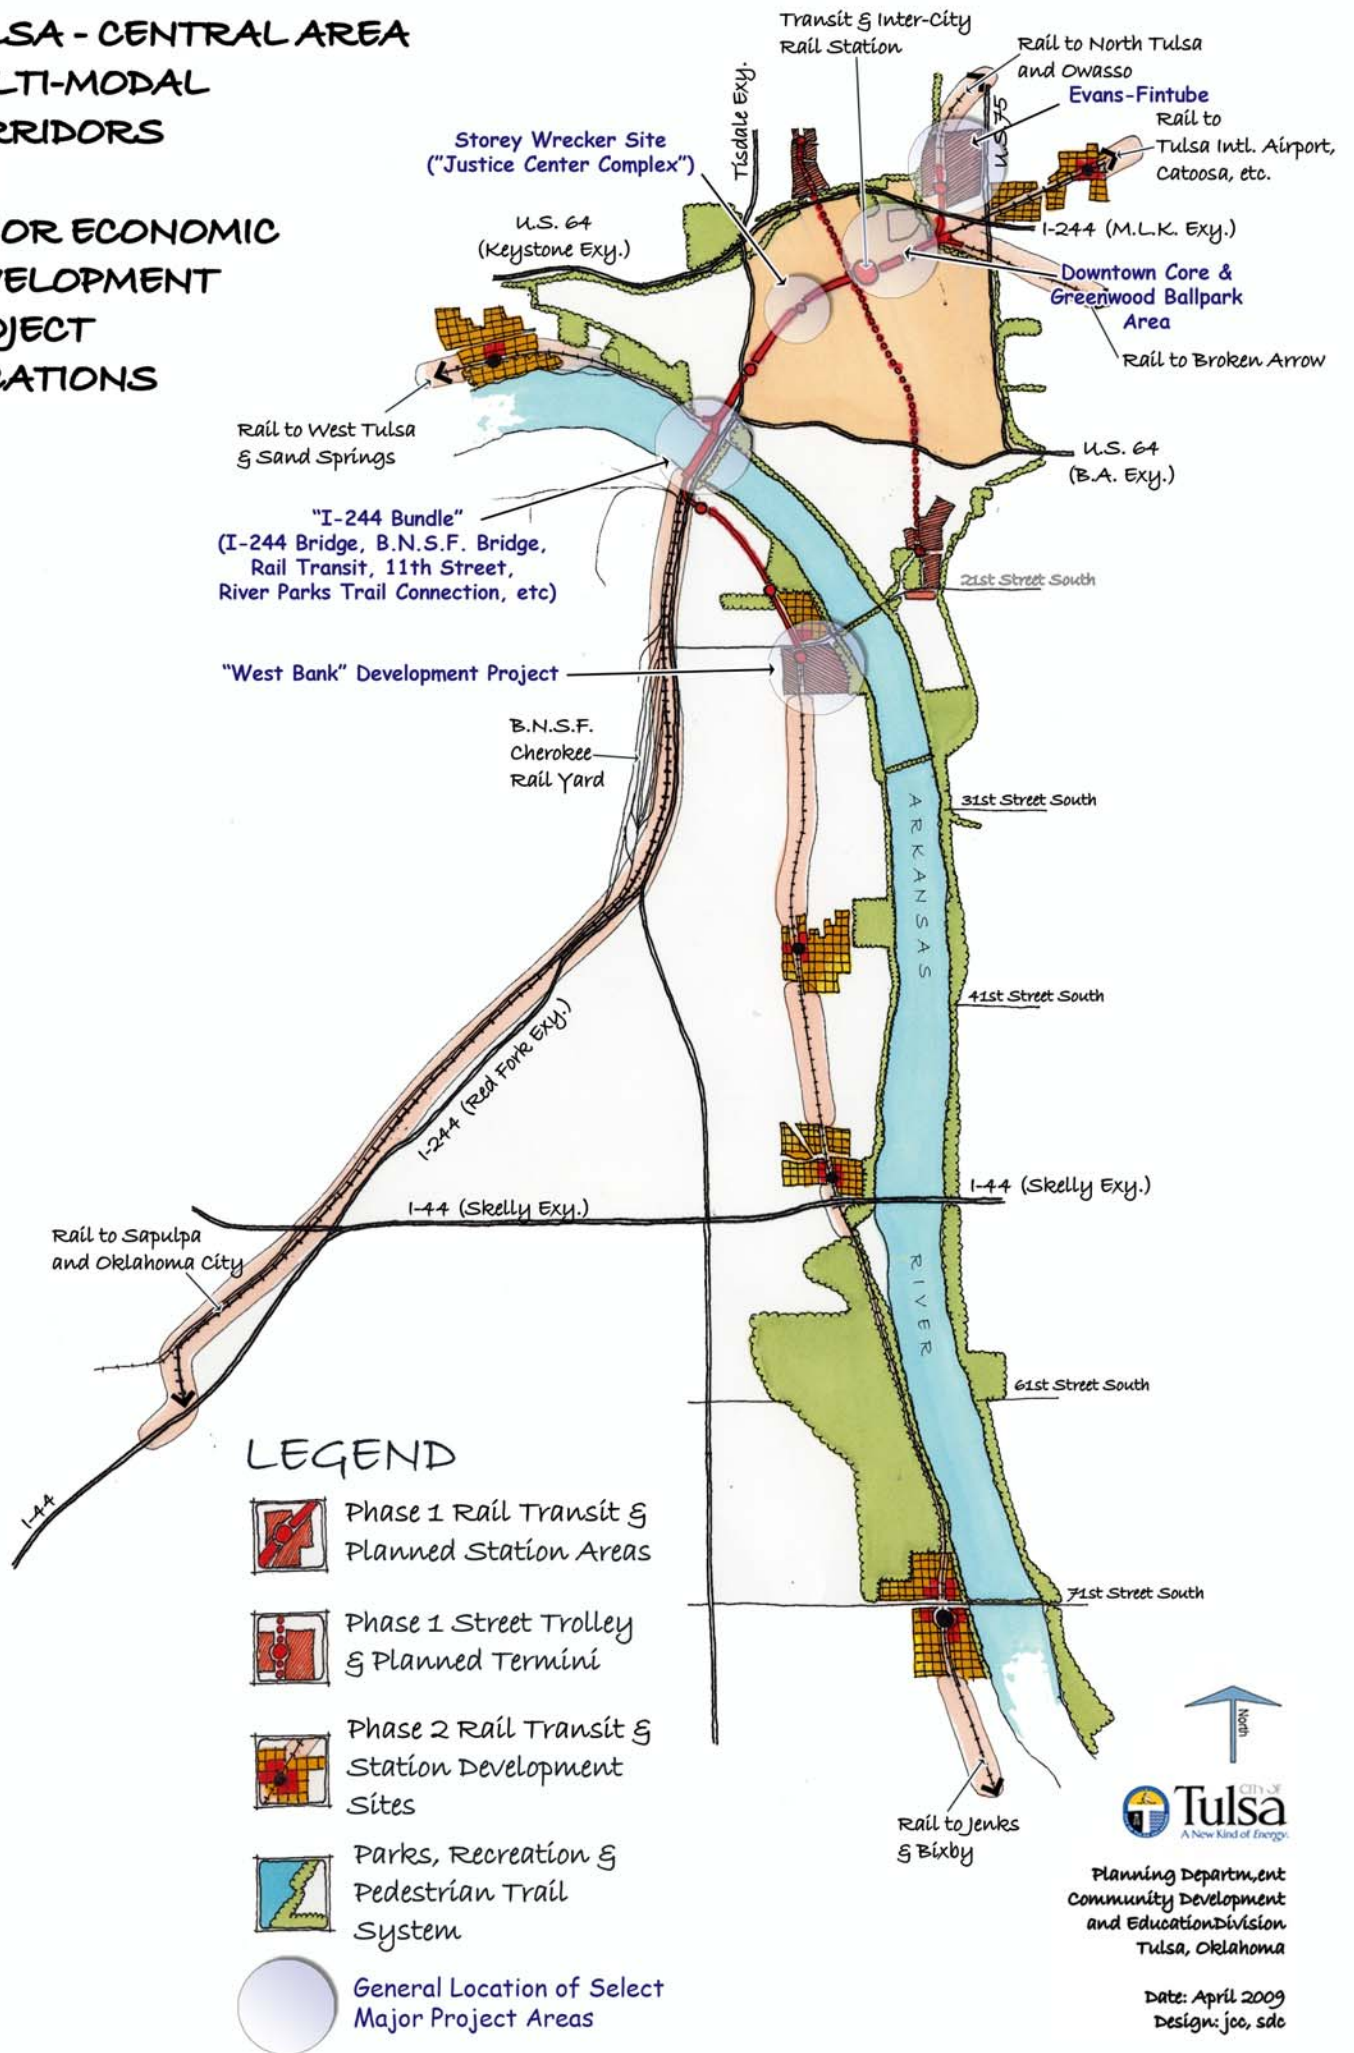 LSA - CENTRAL AREA
LTI-MODAL
RRIDORS
OR ECONOMIC
VELOPMENT
OJECT
CATIONS
Transit & Inter-City
Rail Station
Rail to North Tulsa
and Owasso
Evans-Fintube
Rail to
Tulsa Intl. Airport,
Catoosa, etc.
Tisdale Exy.
U.S. 75
Storey Wrecker Site
("Justice Center Complex")
U.S. 64
(Keystone Exy.)
I-244 (M.L.K. Exy.)
Downtown Core &
Greenwood Ballpark
Area
Rail to Broken Arrow
Rail to West Tulsa
& Sand Springs
U.S. 64
(B.A. Exy.)
"I-244 Bundle"
(I-244 Bridge, B.N.S.F. Bridge,
Rail Transit, 11th Street,
River Parks Trail Connection, etc)
21st Street South
"West Bank" Development Project
B.N.S.F.
Cherokee
Rail Yard
ARKANSAS
31st Street South
41st Street South
I-244 (Red Fork Exy.)
I-44 (Skelly Exy.)
I-44 (Skelly Exy.)
Rail to Sapulpa
and Oklahoma City
RIVER
61st Street South
I-44
LEGEND
Phase 1 Rail Transit &
Planned Station Areas
71st Street South
Phase 1 Street Trolley
& Planned Termini
Phase 2 Rail Transit &
Station Development
Sites
North
CITY OF
Tulsa
A New Kind of Energy.
Rail to Jenks
& Bixby
Parks, Recreation &
Pedestrian Trail
System
Planning Departm,ent
Community Development
and EducationDivision
Tulsa, Oklahoma
General Location of Select
Major Project Areas
Date: April 2009
Design: jcc, sdc